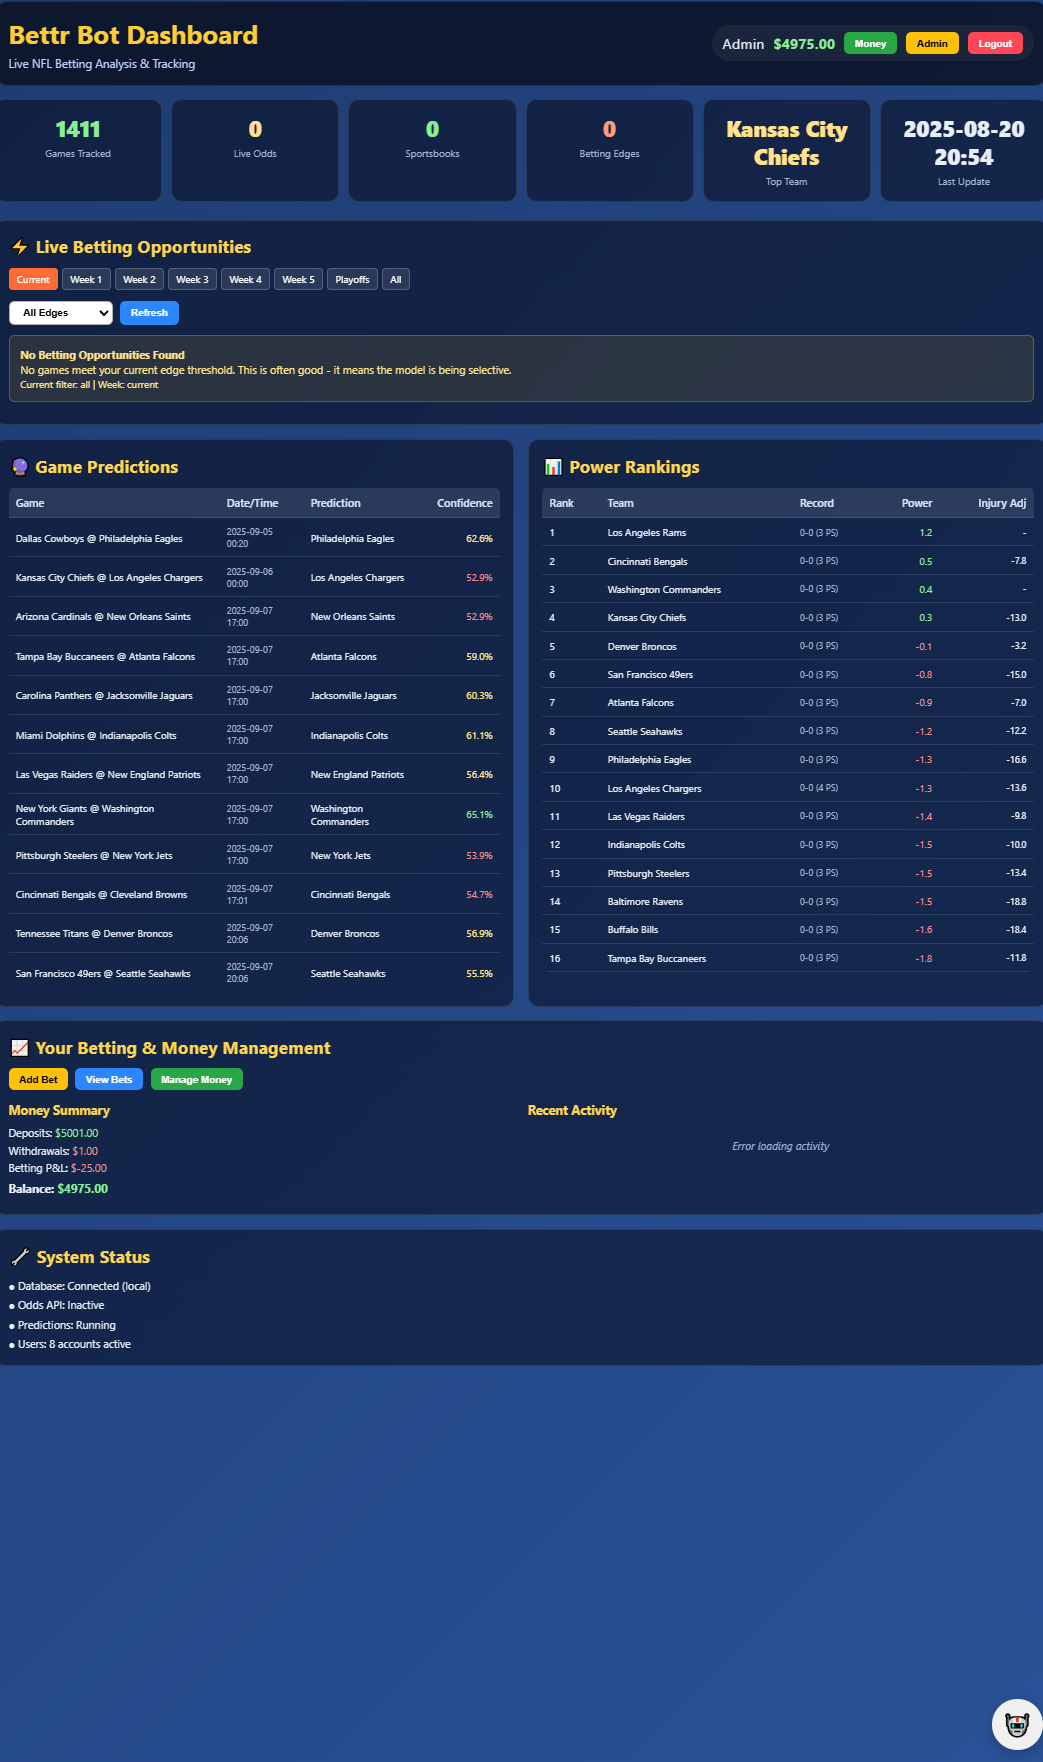 Bettr Bot Dashboard
Live NFL Betting Analysis & Tracking
Admin $4975.00 Money Admin Logout
1411
Games Tracked
0
Live Odds
0
Sportsbooks
0
Betting Edges
Kansas City
Chiefs
Top Team
2025-08-20
20:54
Last Update
Live Betting Opportunities
Current Week 1 Week 2 Week 3 Week 4 Week 5 Playoffs All
All Edges Refresh
No Betting Opportunities Found
No games meet your current edge threshold. This is often good - it means the model is being selective.
Current filter: all | Week: current
Game Predictions
Game Date/Time Prediction Confidence
Dallas Cowboys @ Philadelphia Eagles 2025-09-05 00:20 Philadelphia Eagles 62.6%
Kansas City Chiefs @ Los Angeles Chargers 2025-09-06 00:00 Los Angeles Chargers 52.9%
Arizona Cardinals @ New Orleans Saints 2025-09-07 17:00 New Orleans Saints 52.9%
Tampa Bay Buccaneers @ Atlanta Falcons 2025-09-07 17:00 Atlanta Falcons 59.0%
Carolina Panthers @ Jacksonville Jaguars 2025-09-07 17:00 Jacksonville Jaguars 60.3%
Miami Dolphins @ Indianapolis Colts 2025-09-07 17:00 Indianapolis Colts 61.1%
Las Vegas Raiders @ New England Patriots 2025-09-07 17:00 New England Patriots 56.4%
New York Giants @ Washington Commanders 2025-09-07 17:00 Washington Commanders 65.1%
Pittsburgh Steelers @ New York Jets 2025-09-07 17:00 New York Jets 53.9%
Cincinnati Bengals @ Cleveland Browns 2025-09-07 17:01 Cincinnati Bengals 54.7%
Tennessee Titans @ Denver Broncos 2025-09-07 20:06 Denver Broncos 56.9%
San Francisco 49ers @ Seattle Seahawks 2025-09-07 20:06 Seattle Seahawks 55.5%
Power Rankings
Rank Team Record Power Injury Adj
1 Los Angeles Rams 0-0 (3 PS) 1.2 -
2 Cincinnati Bengals 0-0 (3 PS) 0.5 -7.8
3 Washington Commanders 0-0 (3 PS) 0.4 -
4 Kansas City Chiefs 0-0 (3 PS) 0.3 -13.0
5 Denver Broncos 0-0 (3 PS) -0.1 -3.2
6 San Francisco 49ers 0-0 (3 PS) -0.8 -15.0
7 Atlanta Falcons 0-0 (3 PS) -0.9 -7.0
8 Seattle Seahawks 0-0 (3 PS) -1.2 -12.2
9 Philadelphia Eagles 0-0 (3 PS) -1.3 -16.6
10 Los Angeles Chargers 0-0 (4 PS) -1.3 -13.6
11 Las Vegas Raiders 0-0 (3 PS) -1.4 -9.8
12 Indianapolis Colts 0-0 (3 PS) -1.5 -10.0
13 Pittsburgh Steelers 0-0 (3 PS) -1.5 -13.4
14 Baltimore Ravens 0-0 (3 PS) -1.5 -18.8
15 Buffalo Bills 0-0 (3 PS) -1.6 -18.4
16 Tampa Bay Buccaneers 0-0 (3 PS) -1.8 -11.8
Your Betting & Money Management
Add Bet View Bets Manage Money
Money Summary
Deposits: $5001.00
Withdrawals: $1.00
Betting P&L: $-25.00
Balance: $4975.00
Recent Activity
Error loading activity
System Status
● Database: Connected (local)
● Odds API: Inactive
● Predictions: Running
● Users: 8 accounts active